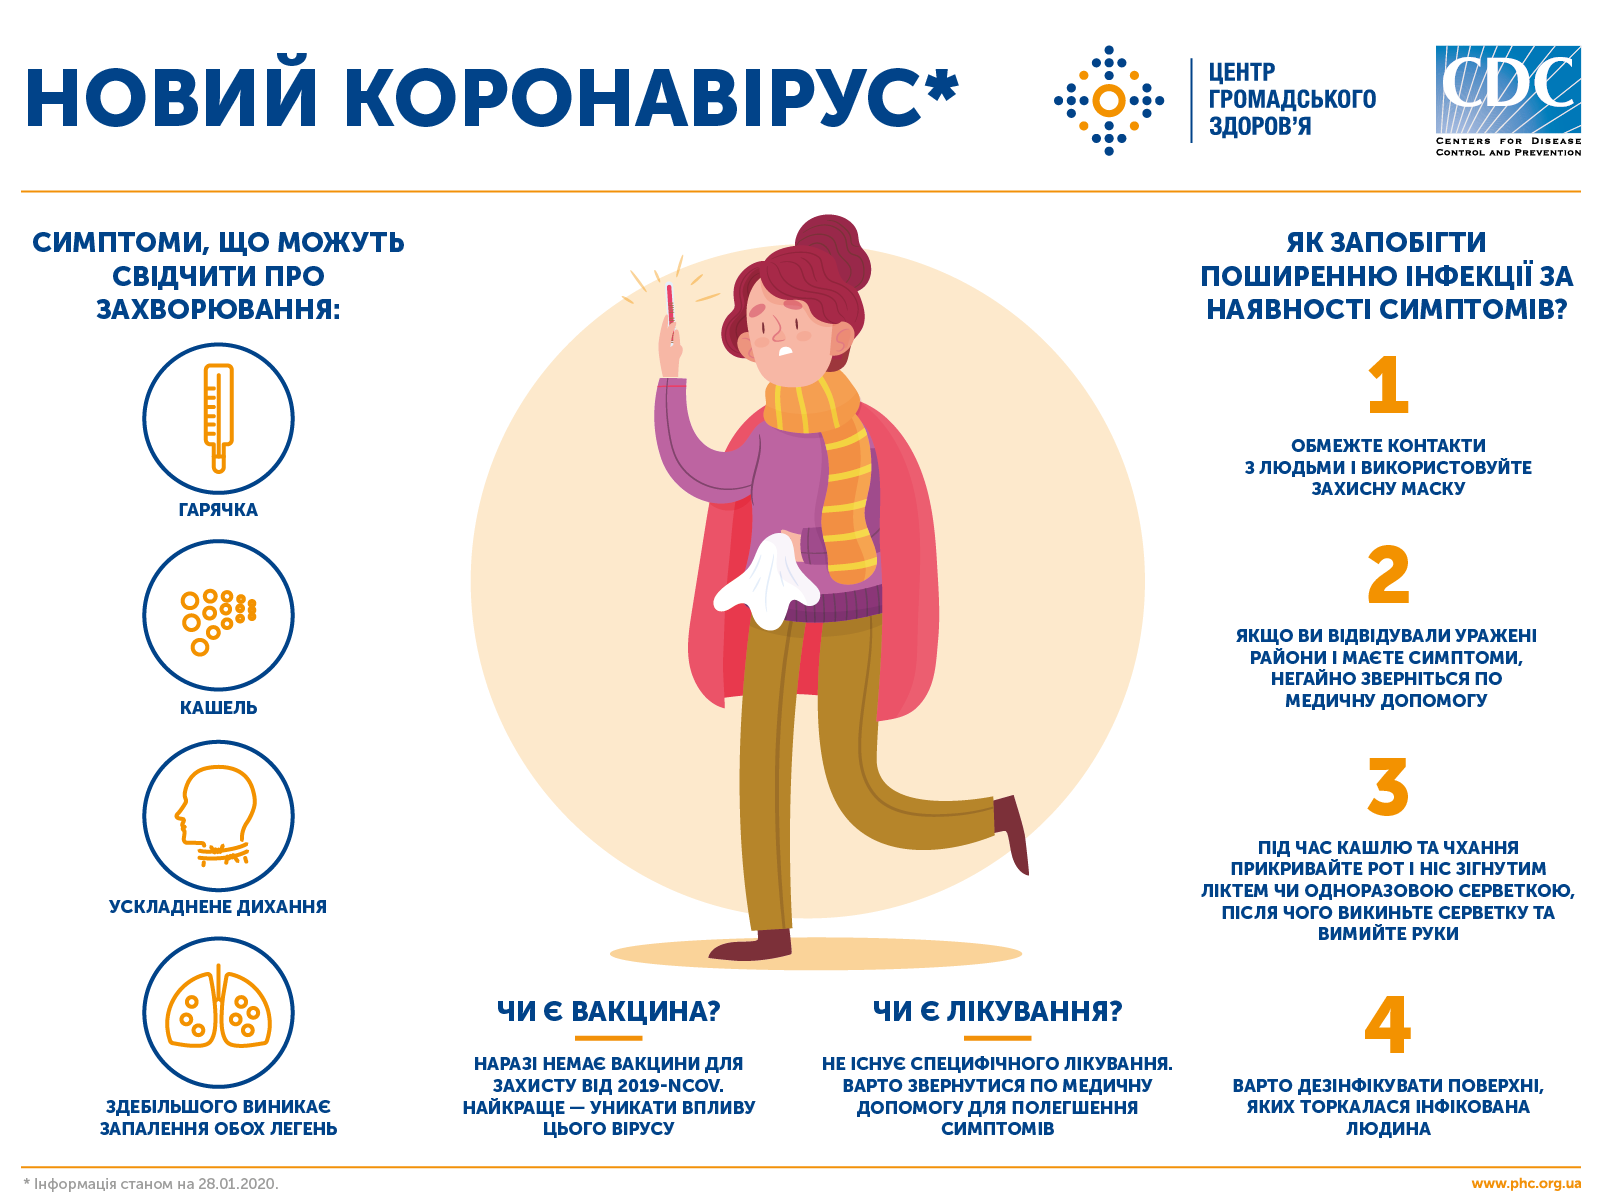 НОВИЙ КОРОНАВІРУС*
ЦЕНТР
ГРОМАДСЬКОГО
ЗДОРОВ'Я
CDC
CENTERS FOR DISEASE
CONTROL AND PREVENTION
СИМПТОМИ, ЩО МОЖУТЬ
СВІДЧИТИ ПРО
ЗАХВОРЮВАННЯ:
ГАРЯЧКА
КАШЕЛЬ
УСКЛАДНЕНЕ ДИХАННЯ
ЗДЕБІЛЬШОГО ВИНИКАЄ
ЗАПАЛЕННЯ ОБОХ ЛЕГЕНЬ
ЧИ Є ВАКЦИНА?
НАРАЗІ НЕМАЄ ВАКЦИНИ ДЛЯ
ЗАХИСТУ ВІД 2019-NCOV.
НАЙКРАЩЕ — УНИКАТИ ВПЛИВУ
ЦЬОГО ВІРУСУ
ЧИ Є ЛІКУВАННЯ?
НЕ ІСНУЄ СПЕЦИФІЧНОГО ЛІКУВАННЯ.
ВАРТО ЗВЕРНУТИСЯ ПО МЕДИЧНУ
ДОПОМОГУ ДЛЯ ПОЛЕГШЕННЯ
СИМПТОМІВ
ЯК ЗАПОБІГТИ
ПОШИРЕННЮ ІНФЕКЦІЇ ЗА
НАЯВНОСТІ СИМПТОМІВ?
1
ОБМЕЖТЕ КОНТАКТИ
З ЛЮДЬМИ І ВИКОРИСТОВУЙТЕ
ЗАХИСНУ МАСКУ
2
ЯКЩО ВИ ВІДВІДУВАЛИ УРАЖЕНІ
РАЙОНИ І МАЄТЕ СИМПТОМИ,
НЕГАЙНО ЗВЕРНІТЬСЯ ПО
МЕДИЧНУ ДОПОМОГУ
3
ПІД ЧАС КАШЛЮ ТА ЧХАННЯ
ПРИКРИВАЙТЕ РОТ І НІС ЗІГНУТИМ
ЛІКТЕМ ЧИ ОДНОРАЗОВОЮ СЕРВЕТКОЮ,
ПІСЛЯ ЧОГО ВИКИНЬТЕ СЕРВЕТКУ ТА
ВИМИЙТЕ РУКИ
4
ВАРТО ДЕЗІНФІКУВАТИ ПОВЕРХНІ,
ЯКИХ ТОРКАЛАСЯ ІНФІКОВАНА
ЛЮДИНА
* Інформація станом на 28.01.2020.
www.phc.org.ua